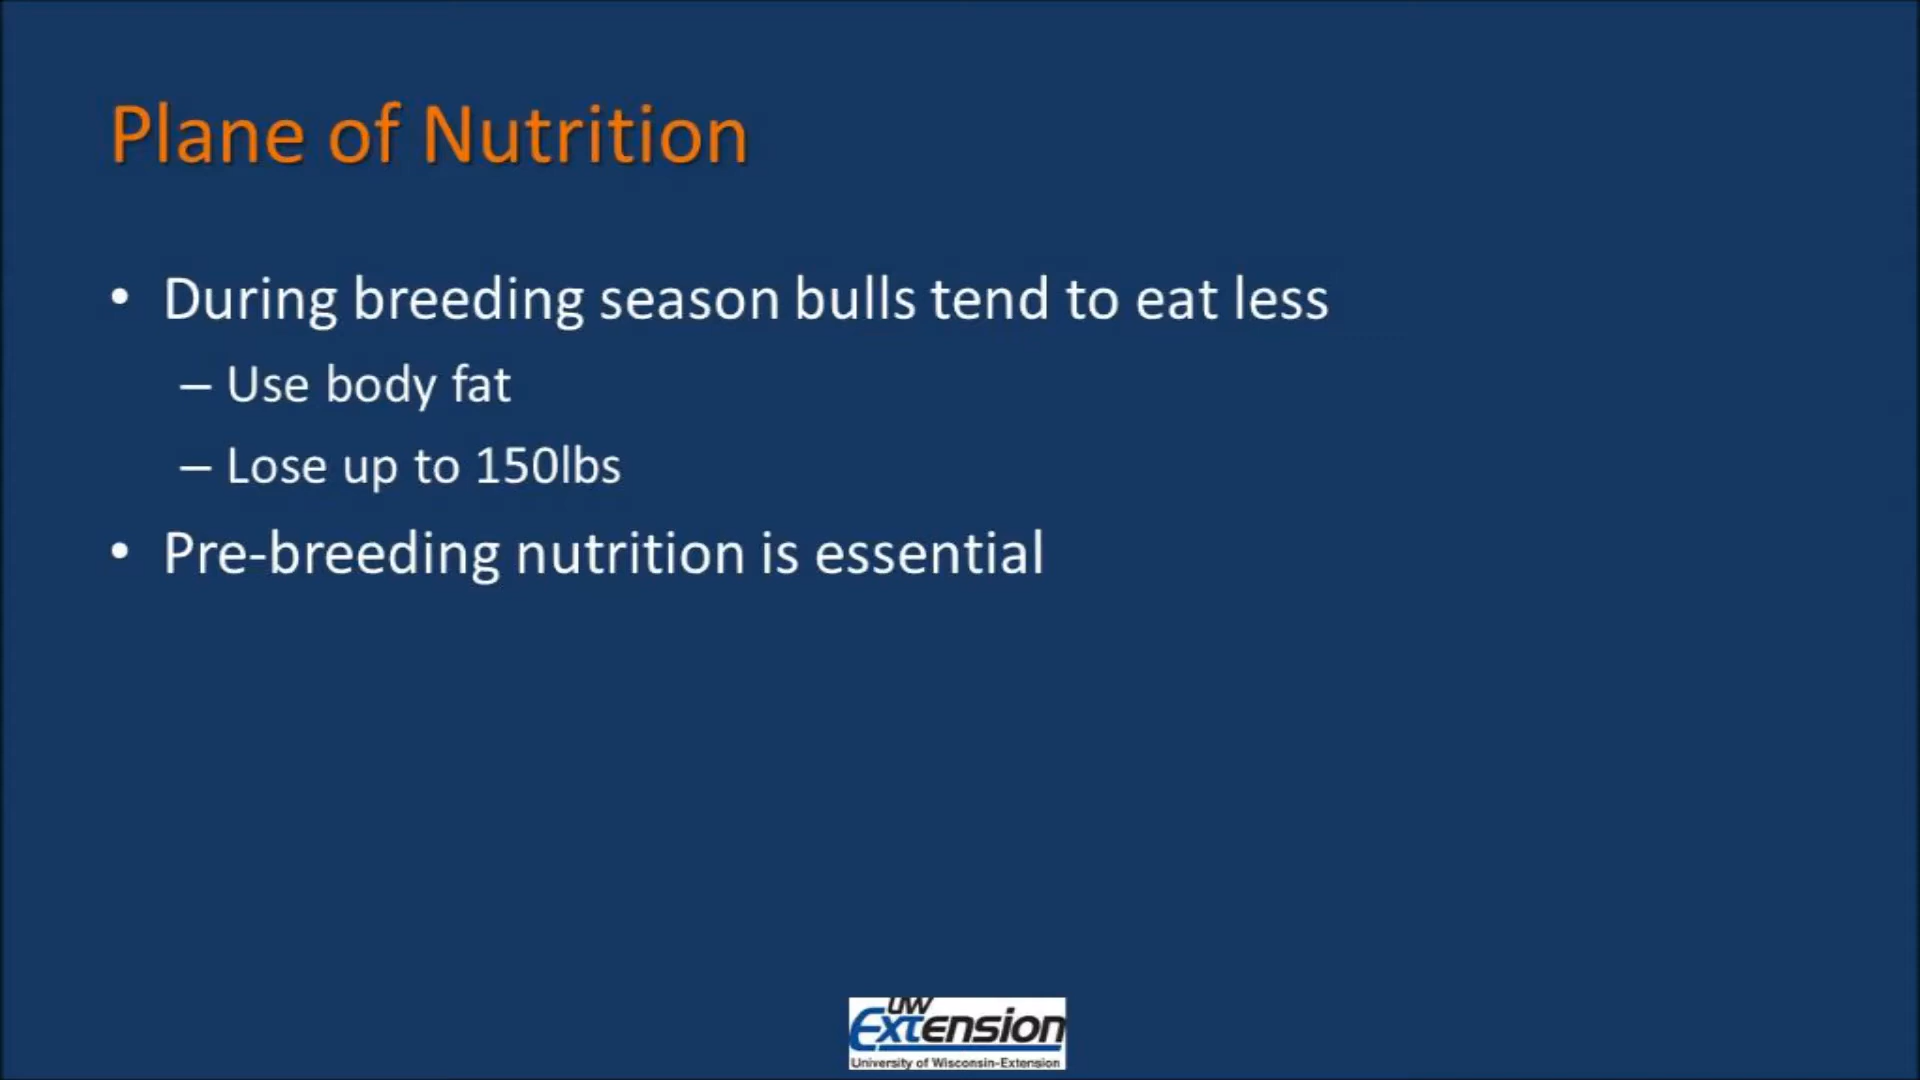 Plane of Nutrition
• During breeding season bulls tend to eat less
– Use body fat
– Lose up to 150lbs
• Pre-breeding nutrition is essential
UW
Extension
University of Wisconsin-Extension